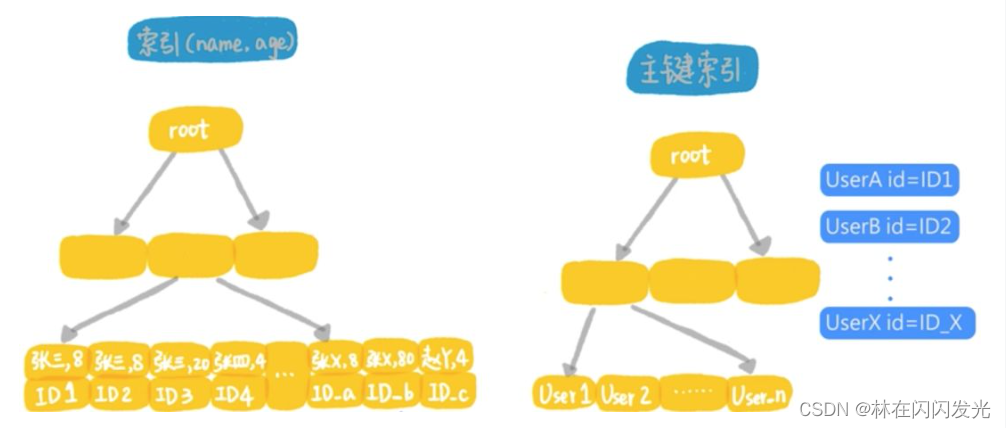 索引(name, age)
root
张三,8 张三,8 张三,20 张四,4 ... 张X,8 张X,80 赵Y,4
ID1 ID2 ID3 ID4 ID_a ID_b ID_c
主键索引
root
User1 User2 ...... User_n
UserA id=ID1
UserB id=ID2
UserX id=ID_X
CSDN @林在闪闪发光